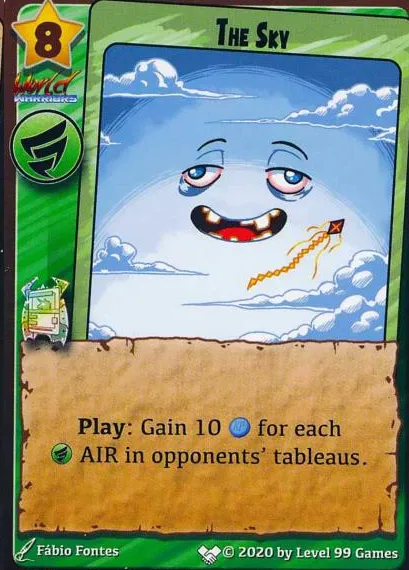 8
The Sky
World
Warriors
Play: Gain 10 for each
AIR in opponents' tableaus.
Fábio Fontes
© 2020 by Level 99 Games